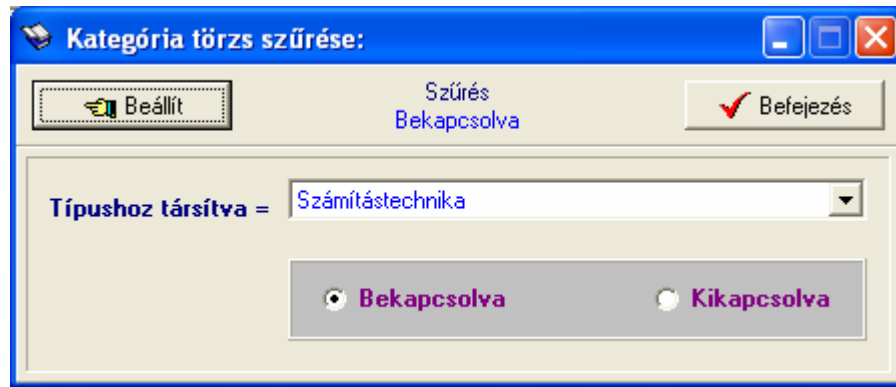 Kategória törzs szűrése:
Beállít
Szűrés
Bekapcsolva
Befejezés
Típushoz társítva =
Számítástechnika
Bekapcsolva
Kikapcsolva